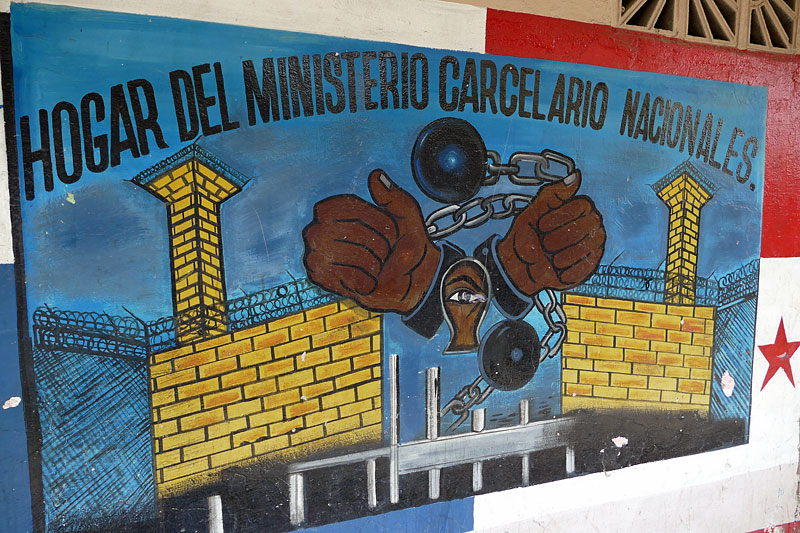 HOGAR DEL MINISTERIO CARCELARIO NACIONALES.